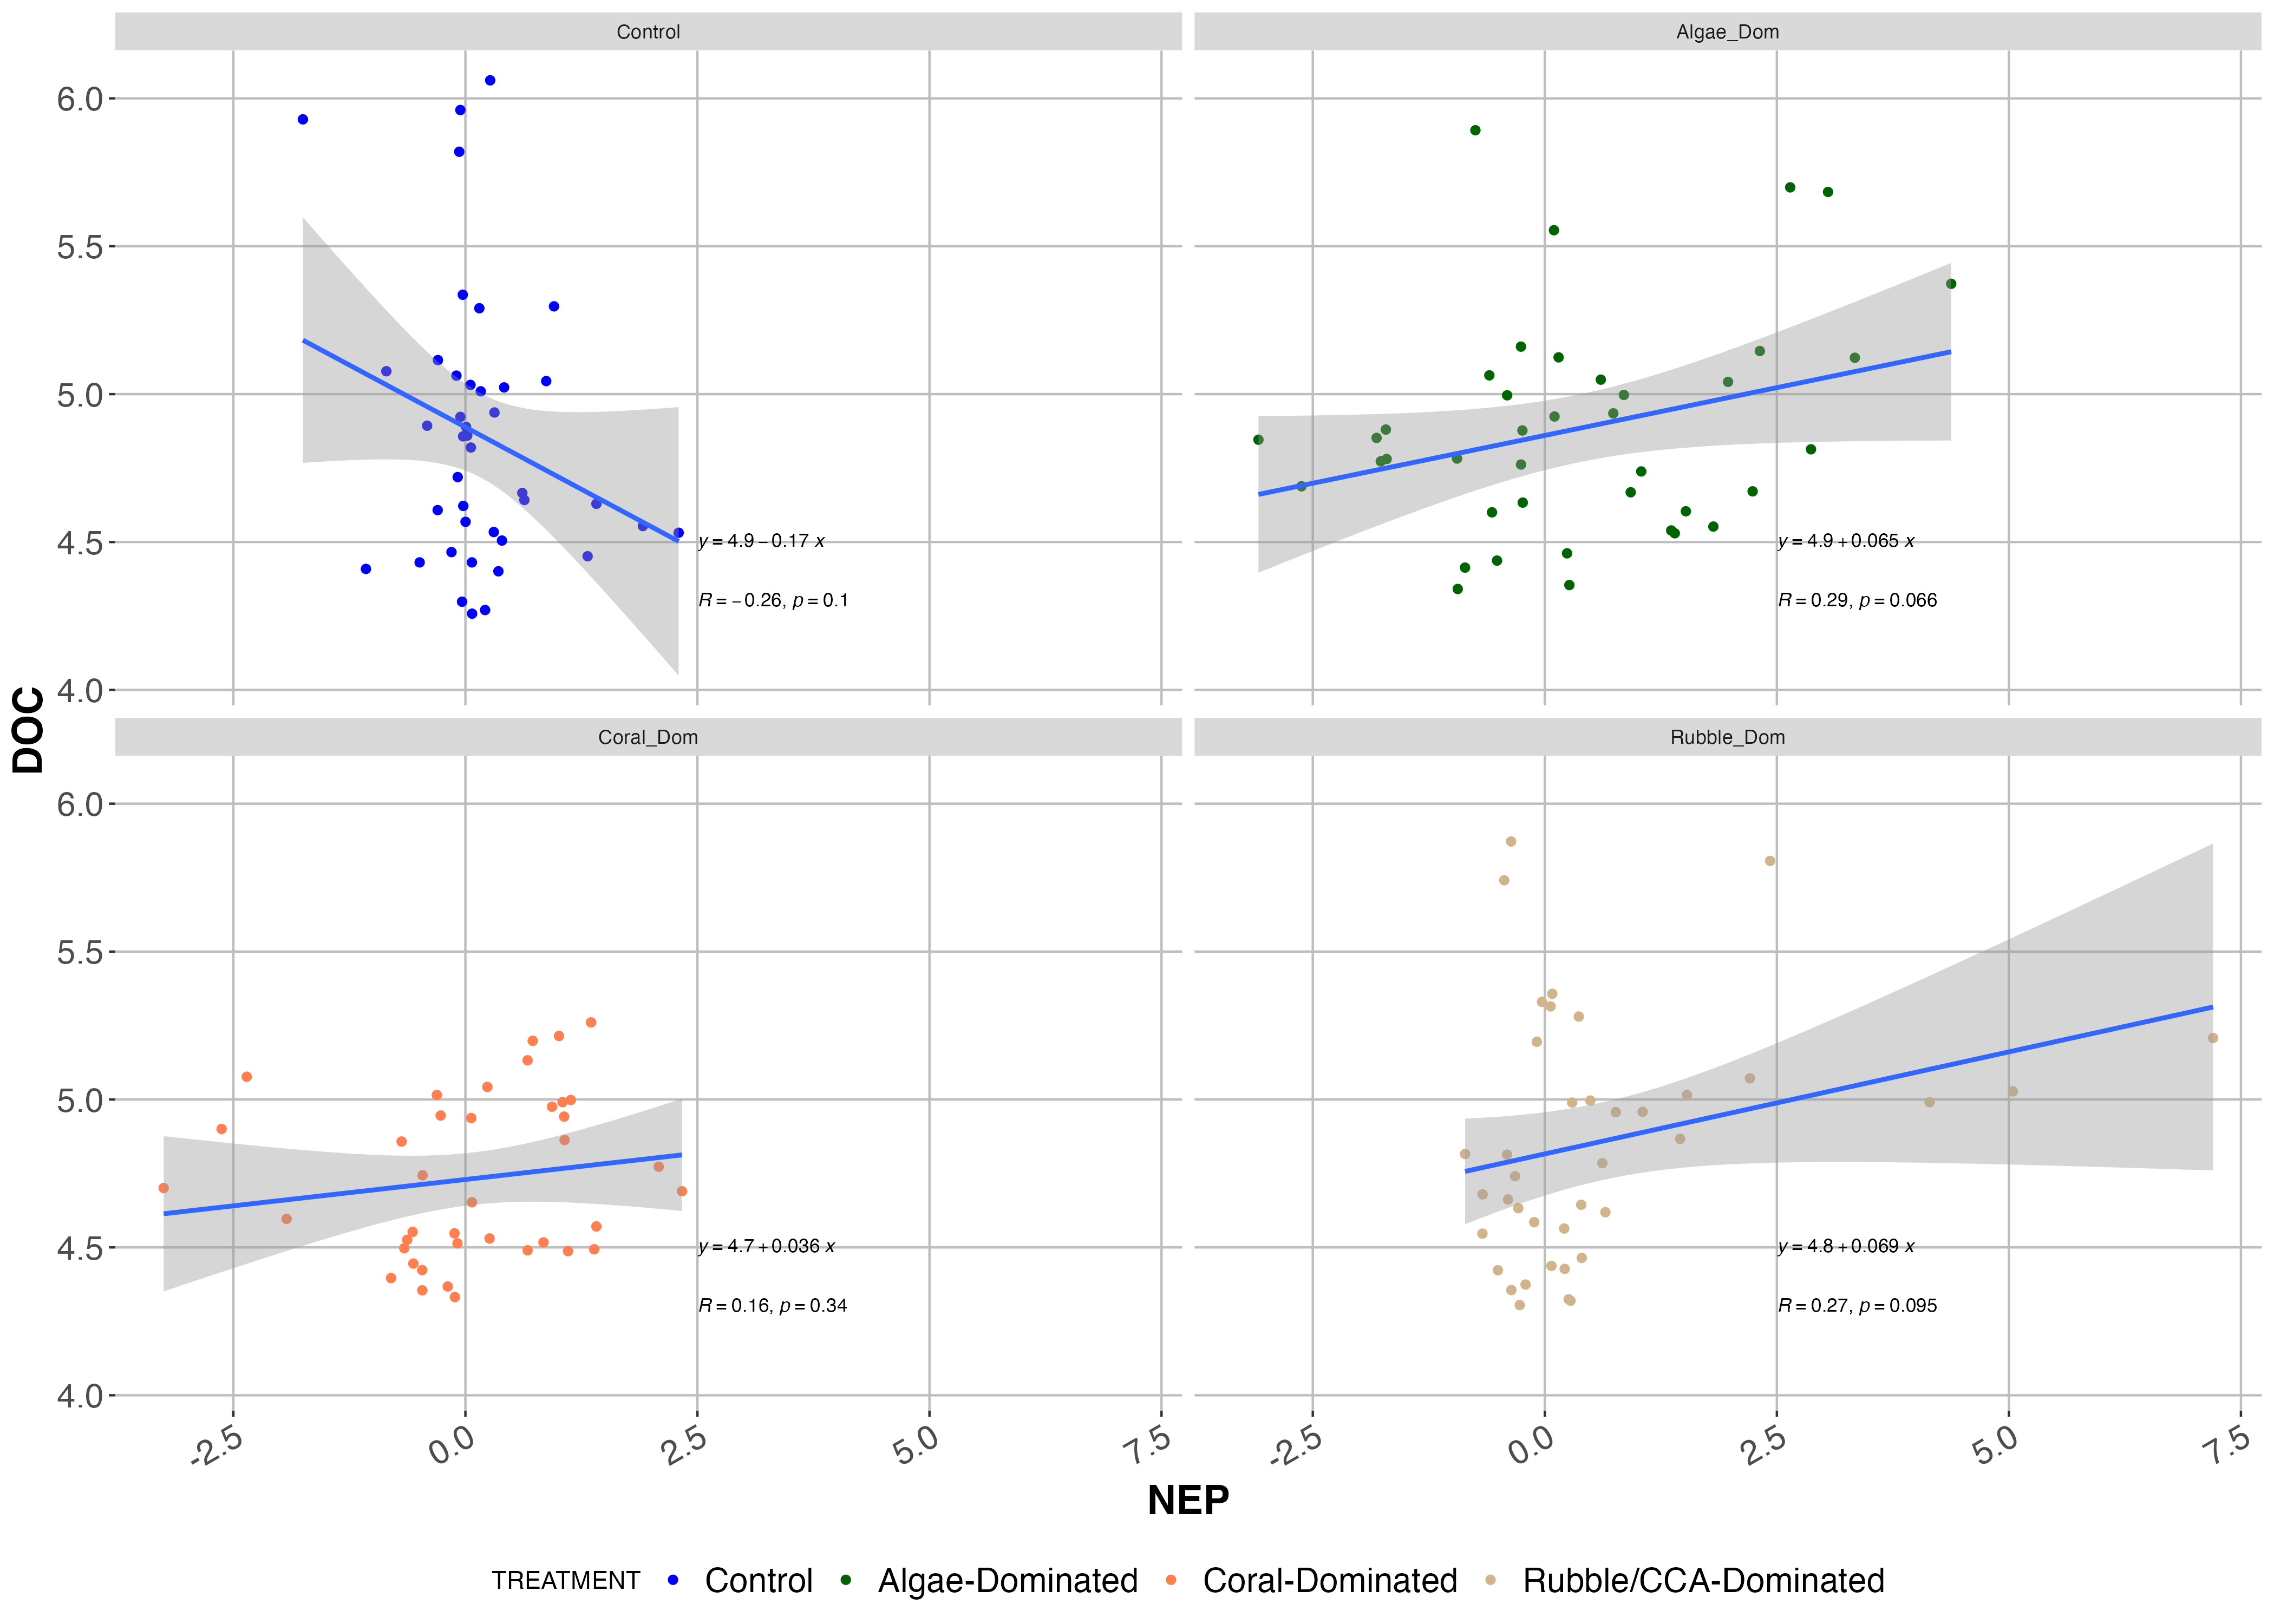 Control
Algae_Dom
6.0
5.5
5.0
4.5
4.0
y = 4.9 − 0.17 x
R = −0.26, p = 0.1
y = 4.9 + 0.065 x
R = 0.29, p = 0.066
DOC
Coral_Dom
Rubble_Dom
6.0
5.5
5.0
4.5
4.0
y = 4.7 + 0.036 x
R = 0.16, p = 0.34
y = 4.8 + 0.069 x
R = 0.27, p = 0.095
-2.5 0.0 2.5 5.0 7.5
-2.5 0.0 2.5 5.0 7.5
NEP
TREATMENT Control Algae-Dominated Coral-Dominated Rubble/CCA-Dominated